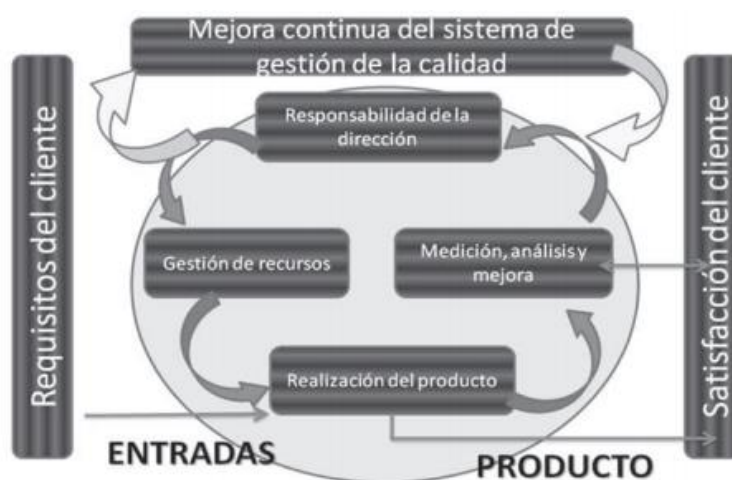 Mejora continua del sistema de
gestión de la calidad
Requisitos del cliente
Responsabilidad de la
dirección
Gestión de recursos
Medición, análisis y
mejora
Realización del producto
Satisfacción del cliente
ENTRADAS
PRODUCTO